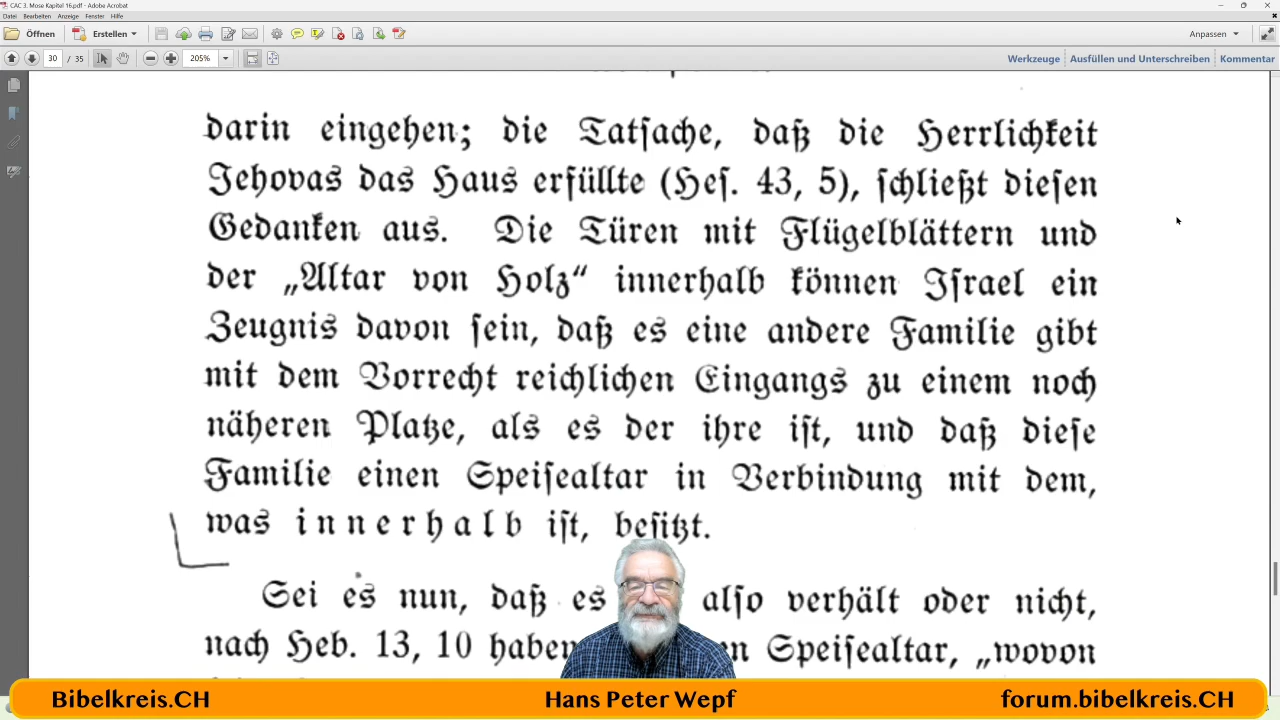 CAC 3. Mose Kapitel 16.pdf - Adobe Acrobat
Datei Bearbeiten Anzeige Fenster Hilfe
Öffnen Erstellen Anpassen
30 / 35 205% Werkzeuge Ausfüllen und Unterschreiben Kommentar
darin eingehen; die Tatſache, daß die Herrlichkeit
Jehovas das Haus erfüllte (Heſ. 43, 5), ſchließt dieſen
Gedanken aus. Die Türen mit Flügelblättern und
der „Altar von Holz“ innerhalb können Iſrael ein
Zeugnis davon ſein, daß es eine andere Familie gibt
mit dem Vorrecht reichlichen Eingangs zu einem noch
näheren Platze, als es der ihre iſt, und daß dieſe
Familie einen Speiſealtar in Verbindung mit dem,
was innerhalb iſt, beſitzt.
Sei es nun, daß es alſo verhält oder nicht,
nach Heb. 13, 10 haben Speiſealtar, „wovon
Bibelkreis.CH Hans Peter Wepf forum.bibelkreis.CH